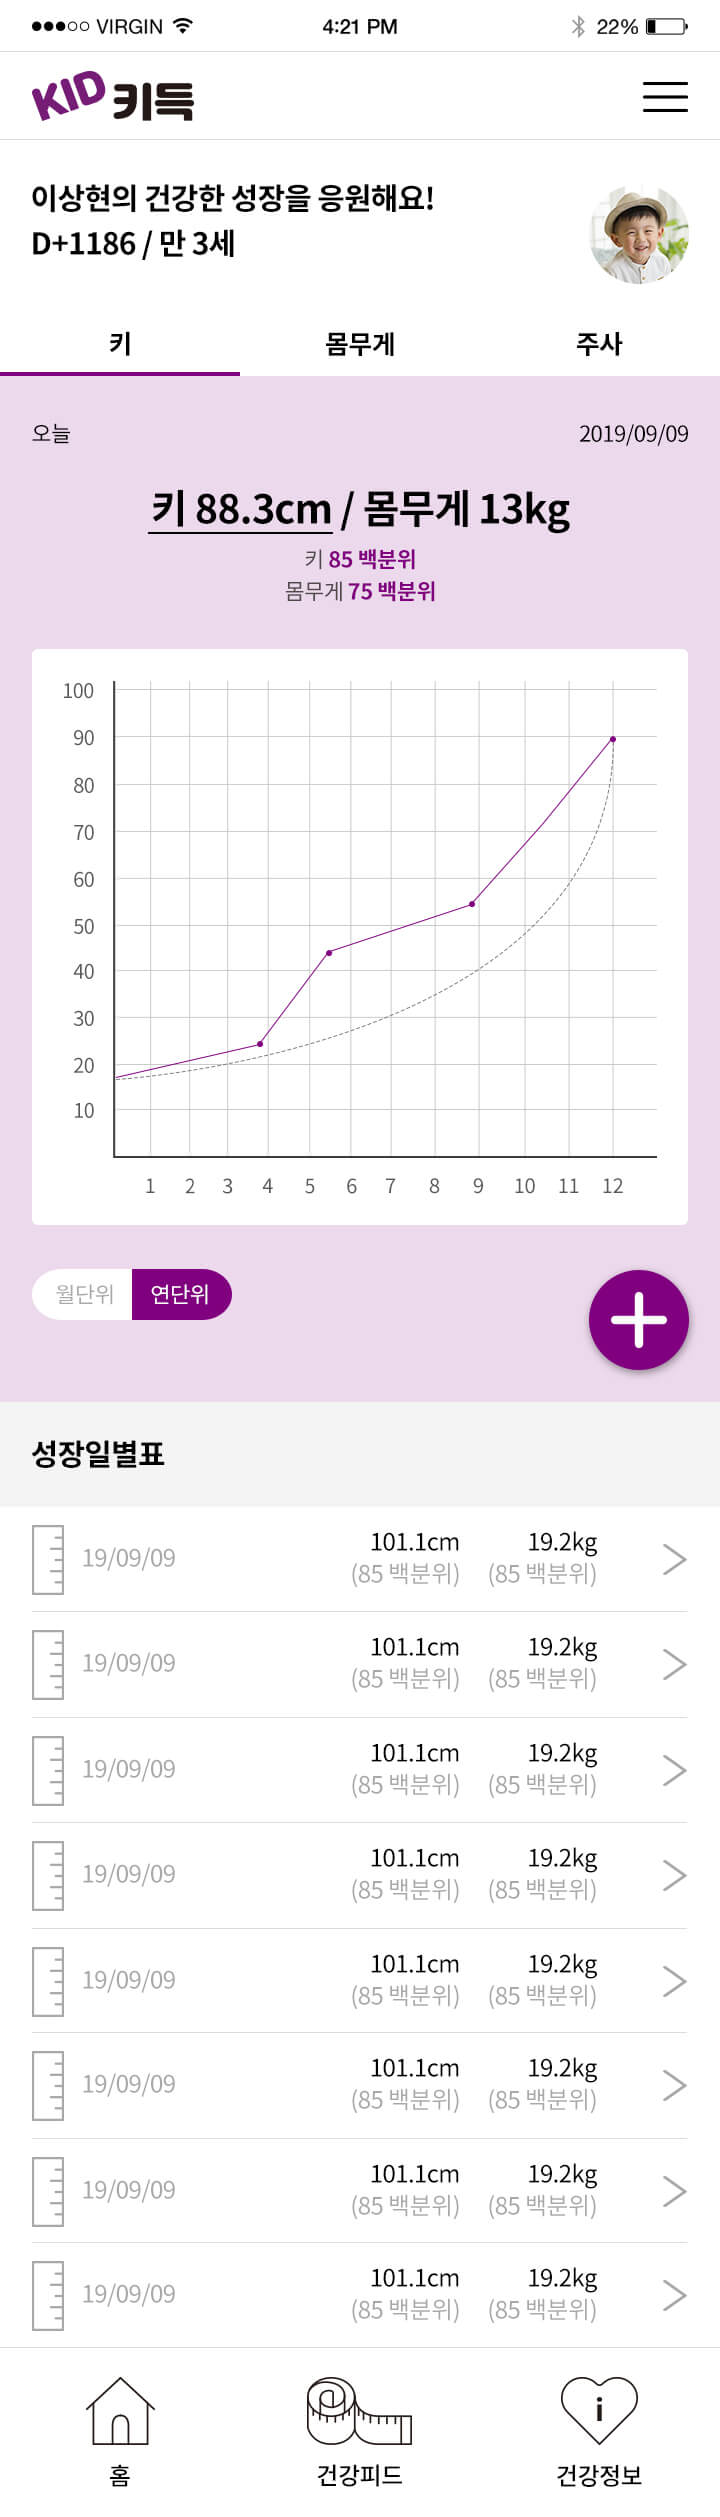 VIRGIN
4:21 PM
22%
KID 키득
이상현의 건강한 성장을 응원해요!
D+1186 / 만 3세
키 몸무게 주사
오늘 2019/09/09
키 88.3cm / 몸무게 13kg
키 85 백분위
몸무게 75 백분위
100
90
80
70
60
50
40
30
20
10
1 2 3 4 5 6 7 8 9 10 11 12
월단위 연단위
성장일별표
19/09/09 101.1cm 19.2kg
(85 백분위) (85 백분위)
19/09/09 101.1cm 19.2kg
(85 백분위) (85 백분위)
19/09/09 101.1cm 19.2kg
(85 백분위) (85 백분위)
19/09/09 101.1cm 19.2kg
(85 백분위) (85 백분위)
19/09/09 101.1cm 19.2kg
(85 백분위) (85 백분위)
19/09/09 101.1cm 19.2kg
(85 백분위) (85 백분위)
19/09/09 101.1cm 19.2kg
(85 백분위) (85 백분위)
19/09/09 101.1cm 19.2kg
(85 백분위) (85 백분위)
i
홈 건강피드 건강정보